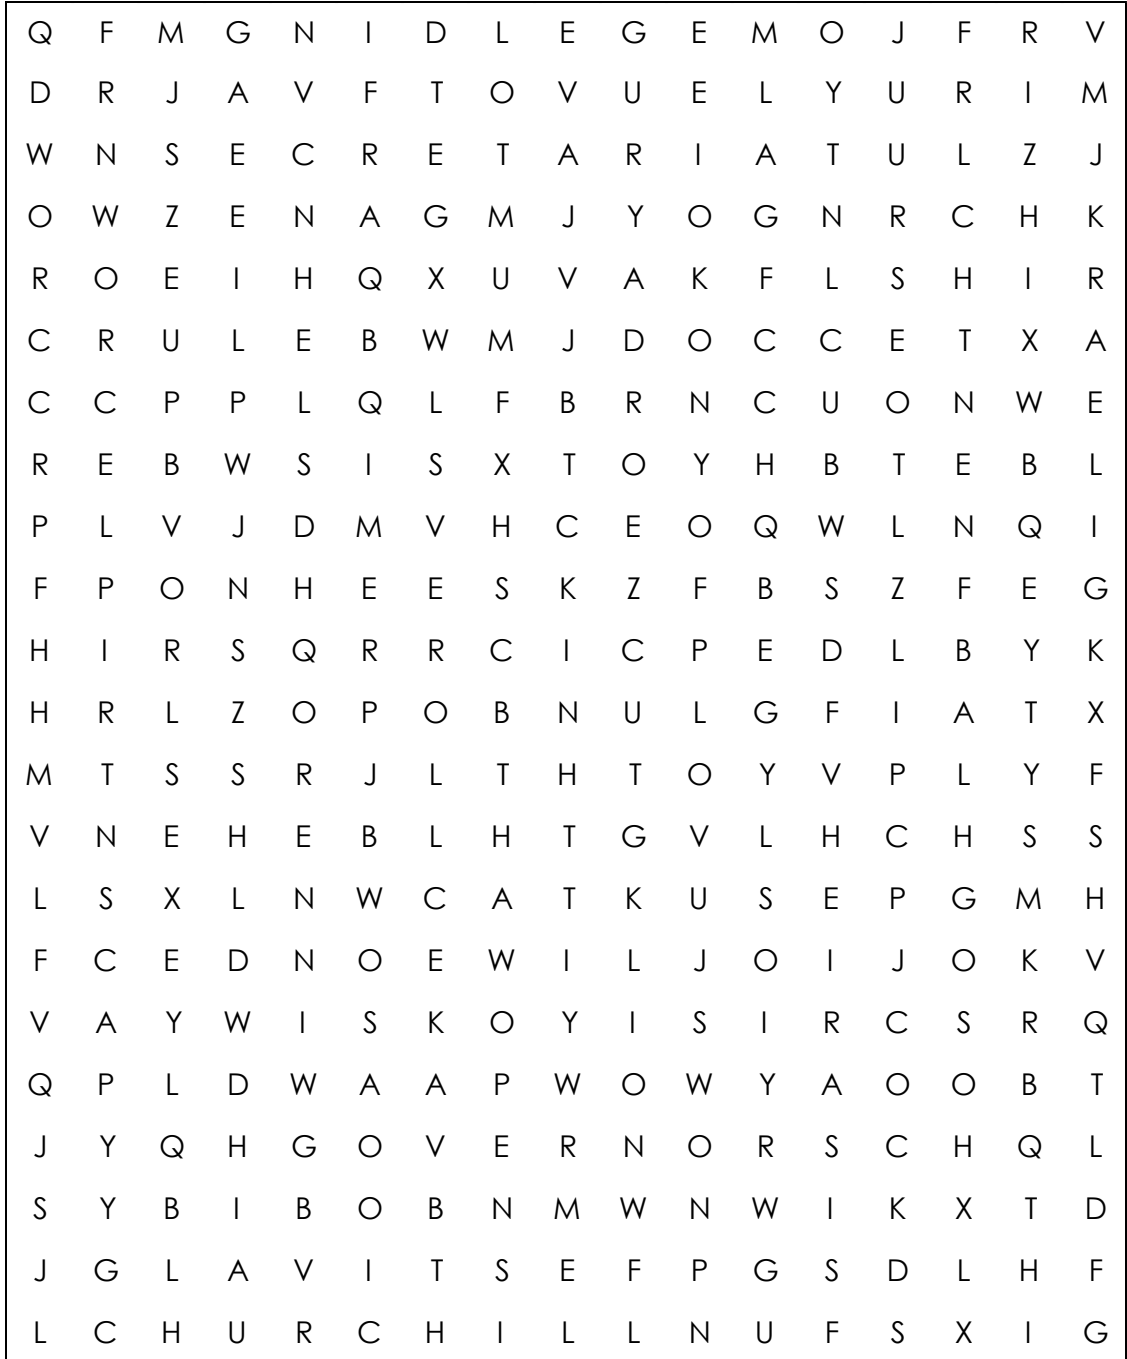 Q F M G N I D L E G E M O J F R V
D R J A V F T O V U E L Y U R I M
W N S E C R E T A R I A T U L Z J
O W Z E N A G M J Y O G N R C H K
R O E I H Q X U V A K F L S H I R
C R U L E B W M J D O C C E T X A
C C P P L Q L F B R N C U O N W E
R E B W S I S X T O Y H B T E B L
P L V J D M V H C E O Q W L N Q I
F P O N H E E S K Z F B S Z F E G
H I R S Q R R C I C P E D L B Y K
H R L Z O P O B N U L G F I A T X
M T S S R J L T H T O Y V P L Y F
V N E H E B L H T G V L H C H S S
L S X L N W C A T K U S E P G M H
F C E D N O E W I L J O I J O K V
V A Y W I S K O Y I S I R C S R Q
Q P L D W A A P W O W Y A O O B T
J Y Q H G O V E R N O R S C H Q L
S Y B I B O B N M W N W I K X T D
J G L A V I T S E F P G S D L H F
L C H U R C H I L L N U F S X I G